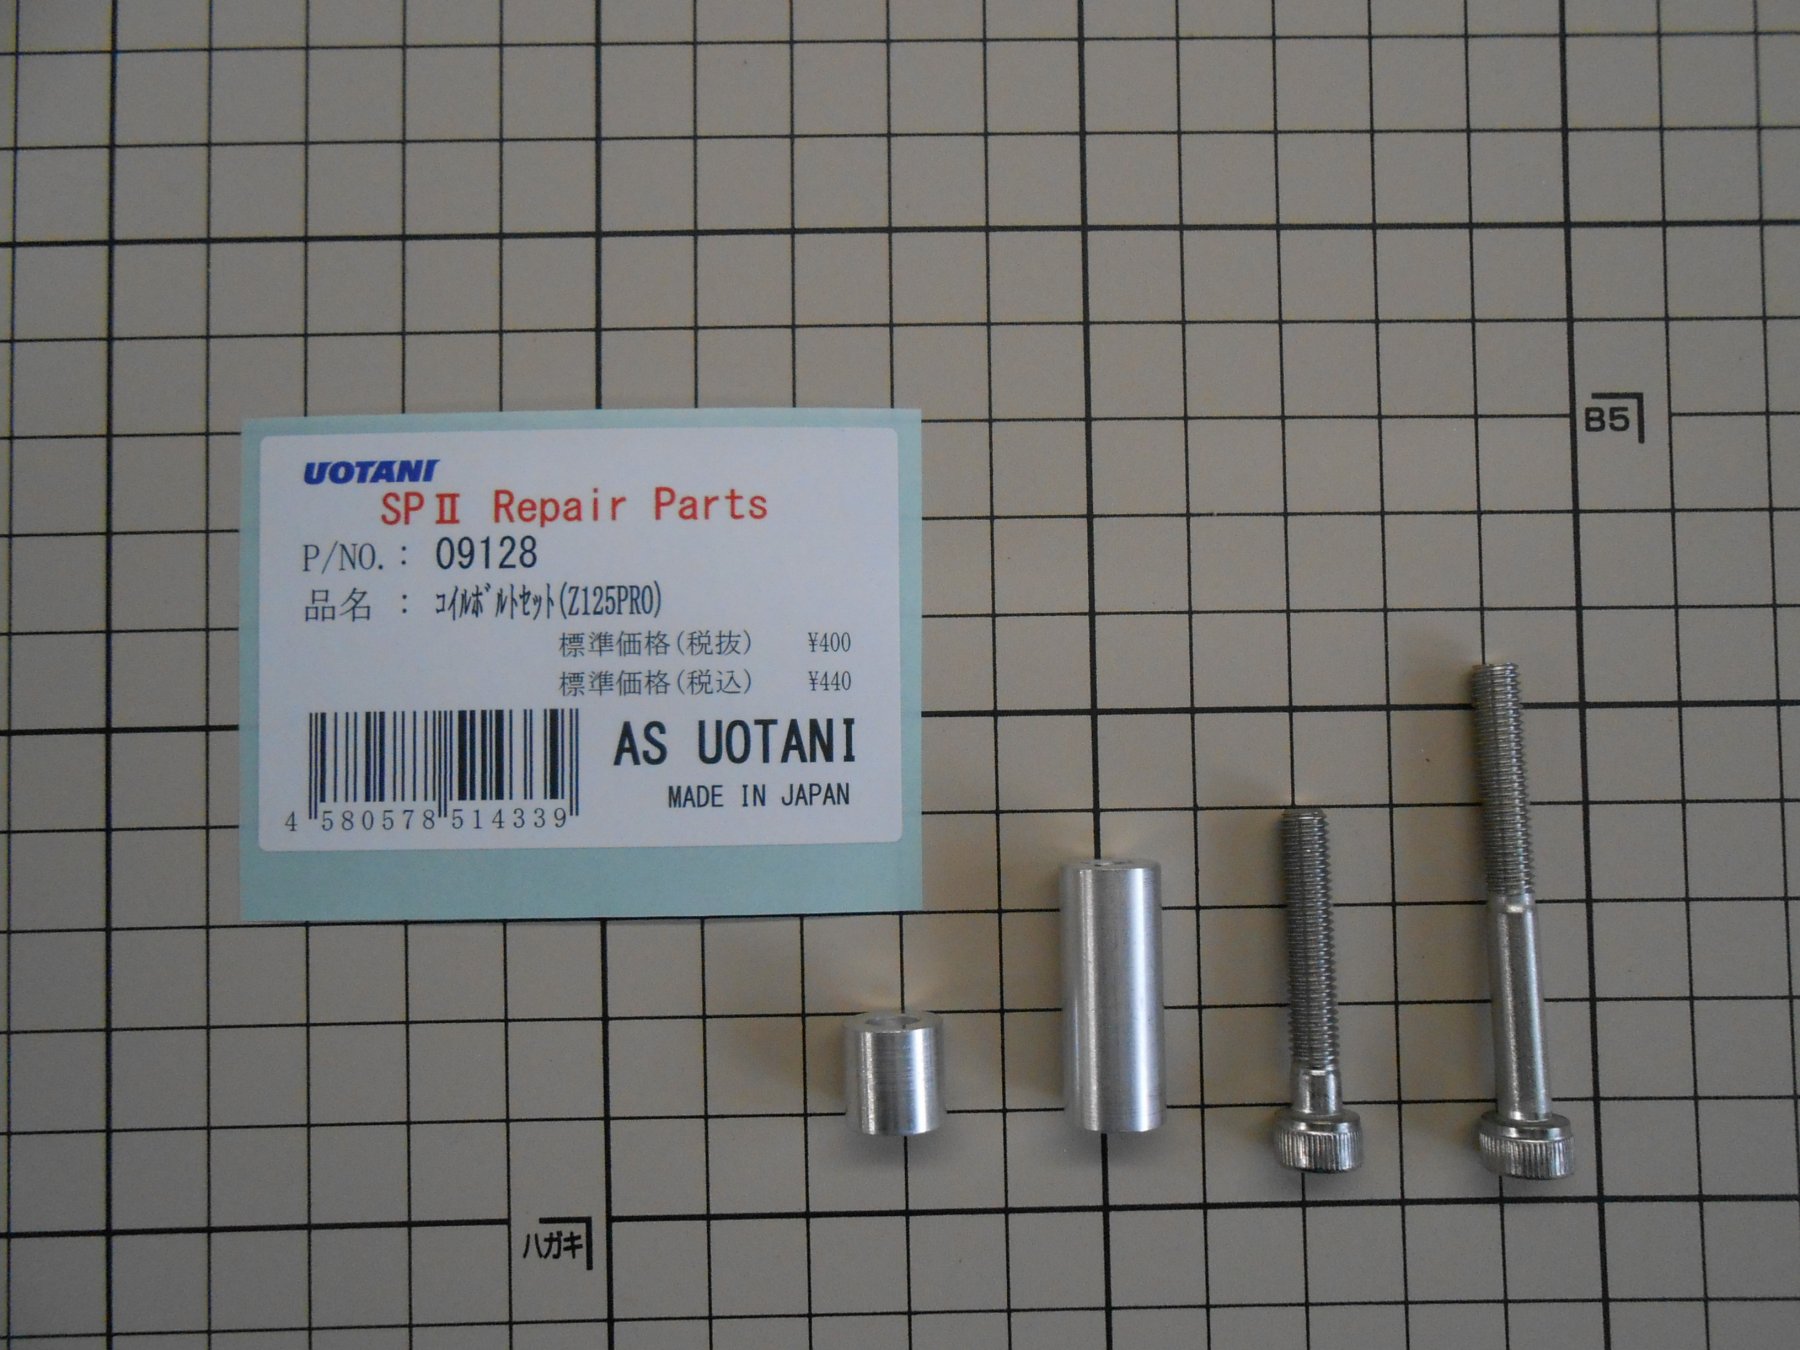 UOTANI
SPⅡ Repair Parts
P/NO.： 09128
品名 ： ｺｲﾙﾎﾞﾙﾄｾｯﾄ(Z125PRO)
標準価格(税抜) ¥400
標準価格(税込) ¥440
AS UOTANI
MADE IN JAPAN
4 580578 514339
B5
ハガキ